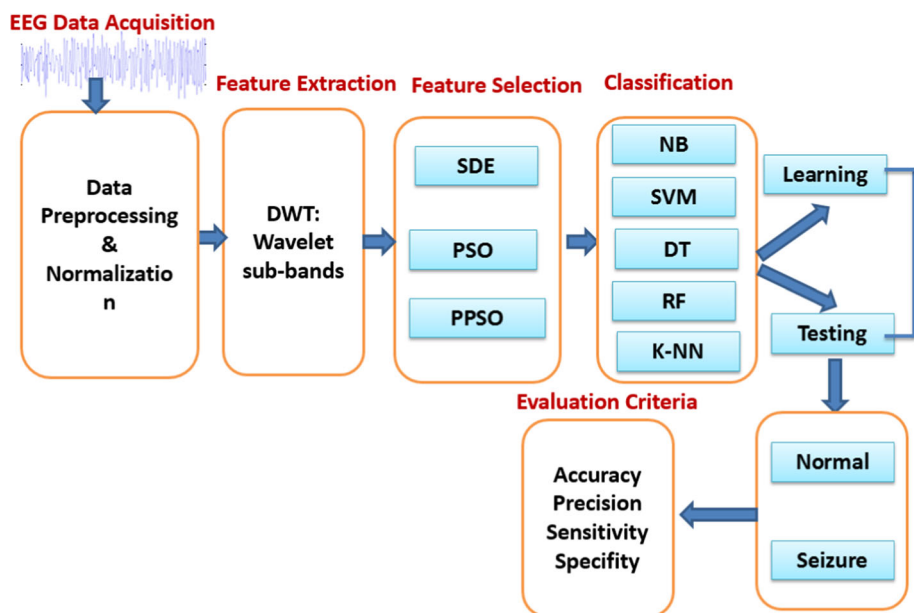 EEG Data Acquisition
Feature Extraction
Feature Selection
Classification
Data
Preprocessing
&
Normalizatio
n
DWT:
Wavelet
sub-bands
SDE
PSO
PPSO
NB
SVM
DT
RF
K-NN
Learning
Testing
Normal
Seizure
Evaluation Criteria
Accuracy
Precision
Sensitivity
Specifity